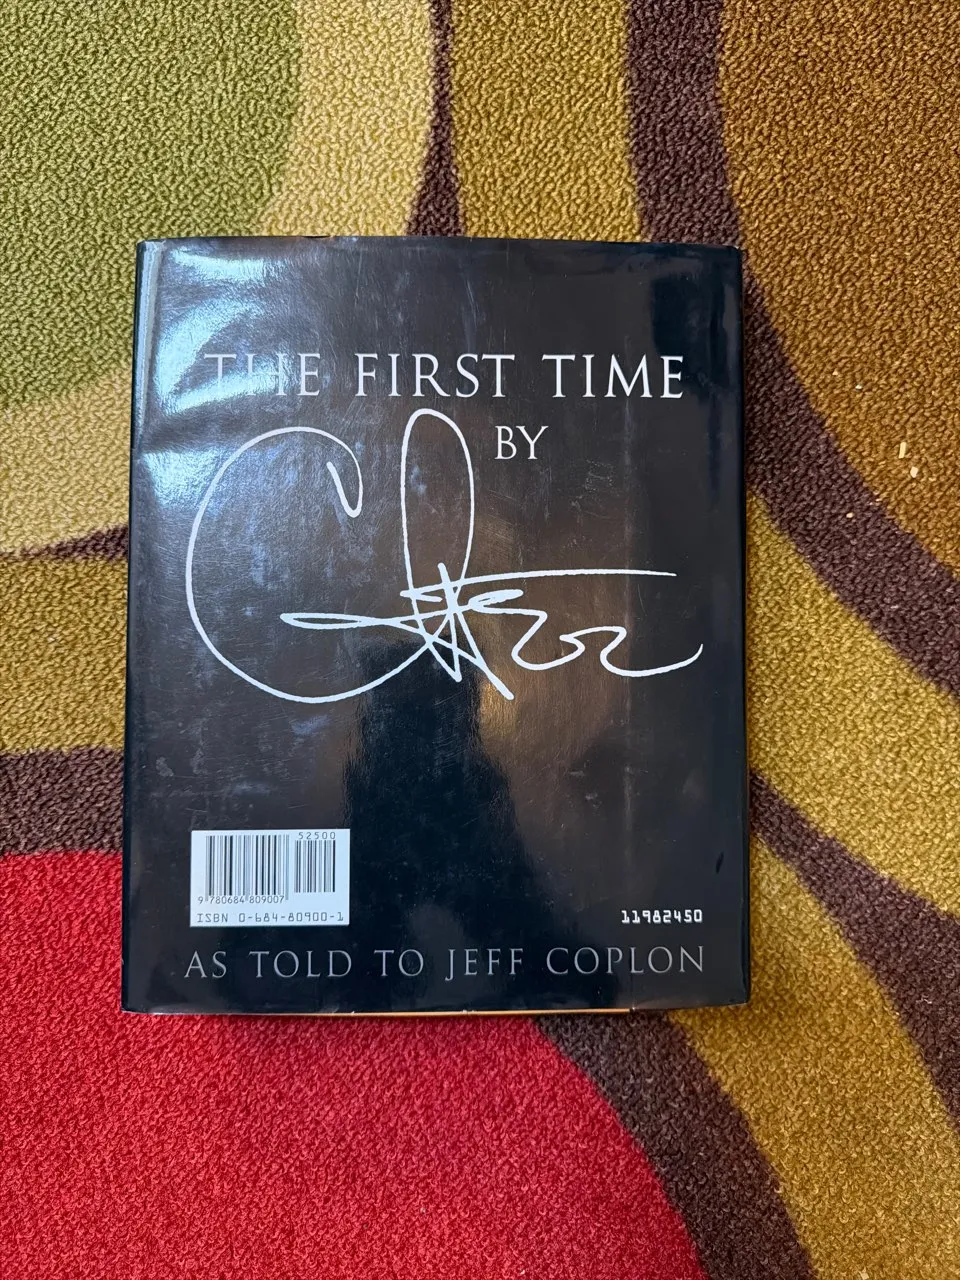 THE FIRST TIME
BY
Cher
52500
9 780684 809007
ISBN 0-684-80900-1
11982450
AS TOLD TO JEFF COPLON